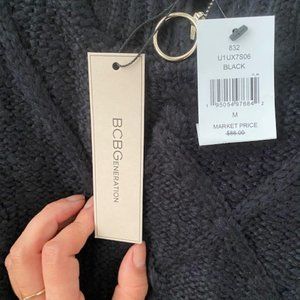 BCBGENERATION
832
U1UX7S06
BLACK
M
MARKET PRICE
$88.00